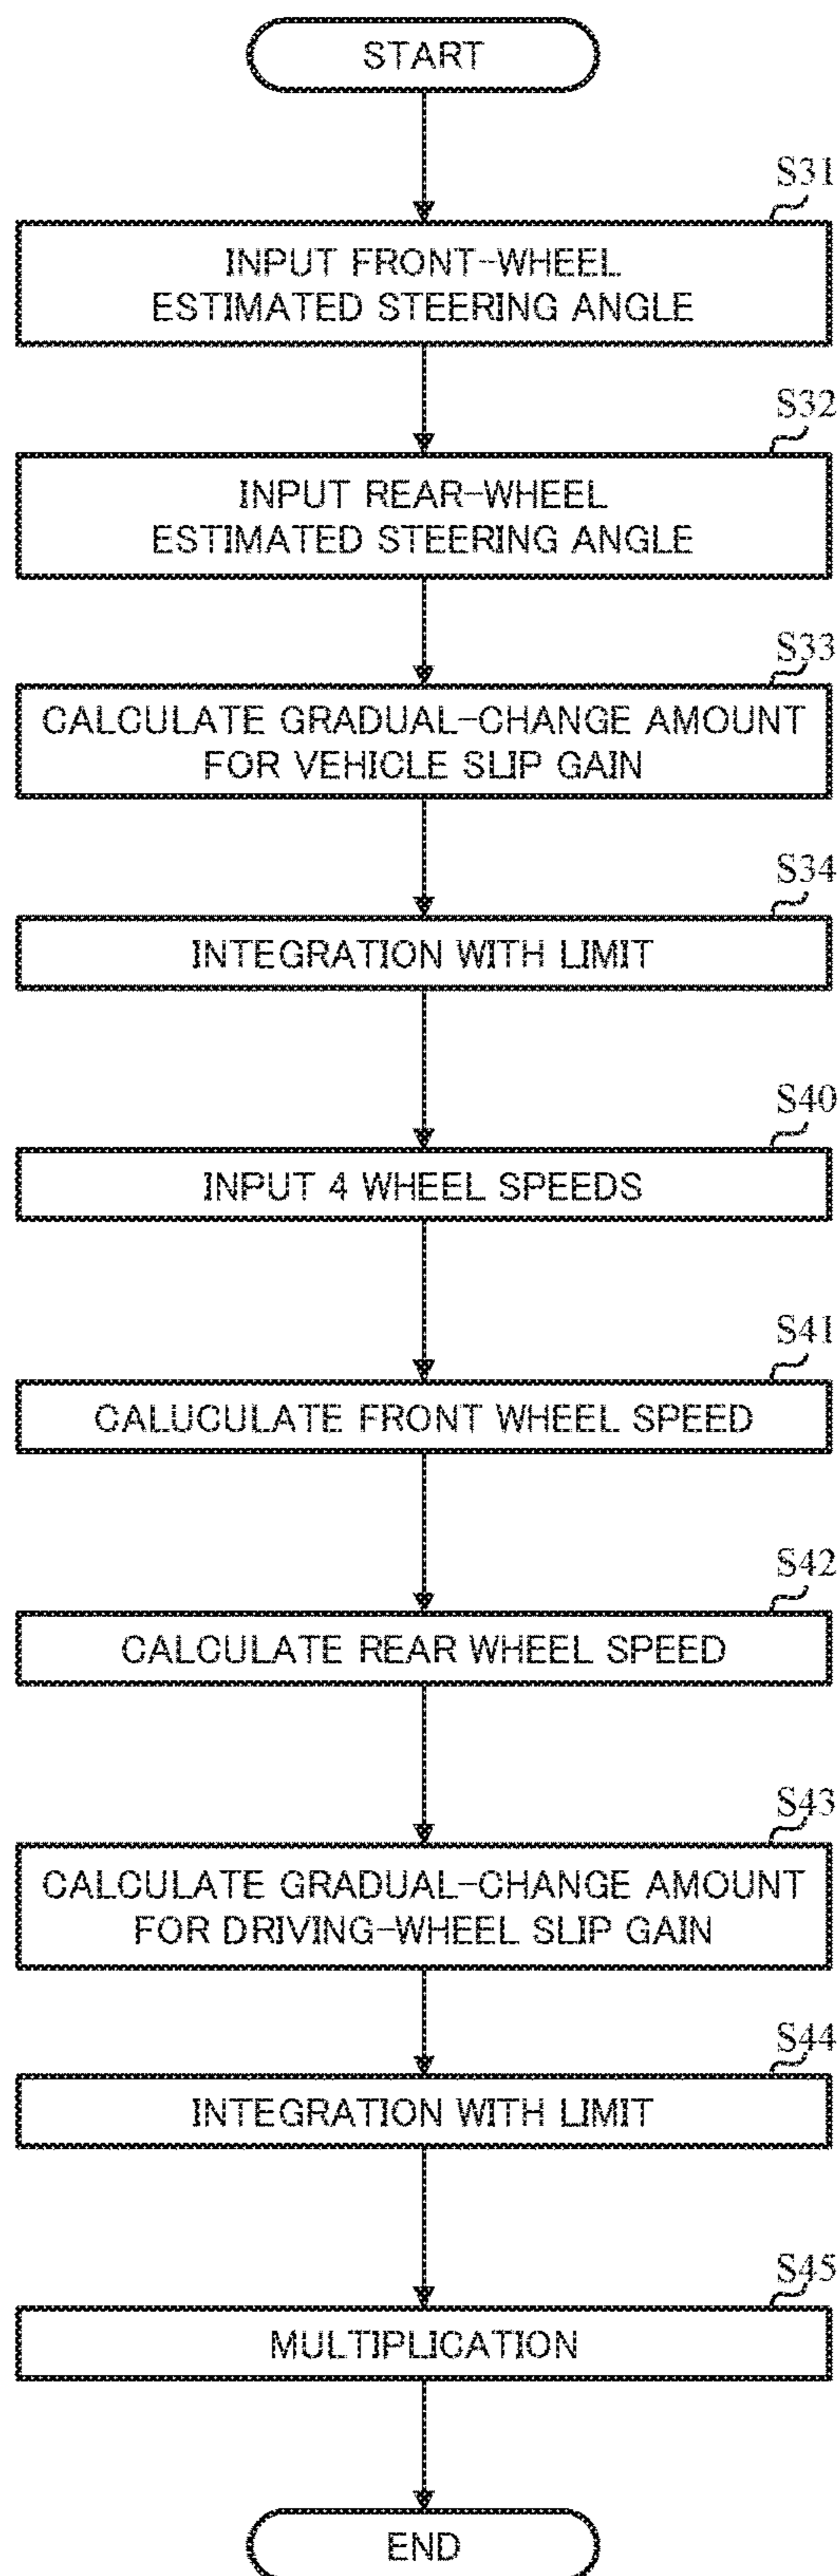 START
S31
INPUT FRONT-WHEEL
ESTIMATED STEERING ANGLE
S32
INPUT REAR-WHEEL
ESTIMATED STEERING ANGLE
S33
CALCULATE GRADUAL-CHANGE AMOUNT
FOR VEHICLE SLIP GAIN
S34
INTEGRATION WITH LIMIT
S40
INPUT 4 WHEEL SPEEDS
S41
CALUCULATE FRONT WHEEL SPEED
S42
CALCULATE REAR WHEEL SPEED
S43
CALCULATE GRADUAL-CHANGE AMOUNT
FOR DRIVING-WHEEL SLIP GAIN
S44
INTEGRATION WITH LIMIT
S45
MULTIPLICATION
END